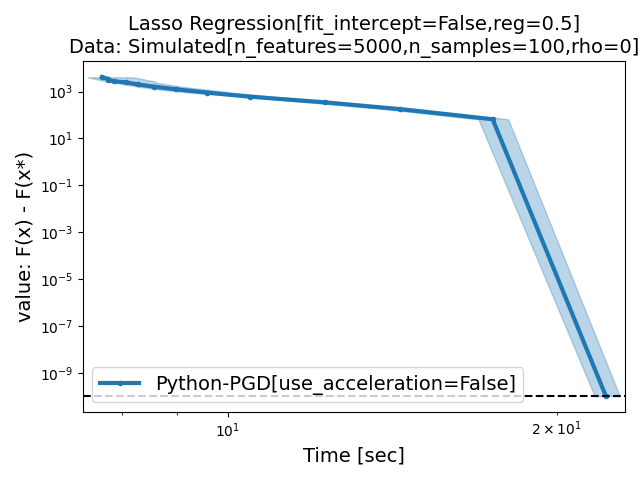 Lasso Regression[fit_intercept=False,reg=0.5]
Data: Simulated[n_features=5000,n_samples=100,rho=0]
value: F(x) - F(x*)
10³
10¹
10⁻¹
10⁻³
10⁻⁵
10⁻⁷
10⁻⁹
Python-PGD[use_acceleration=False]
10¹
2 × 10¹
Time [sec]